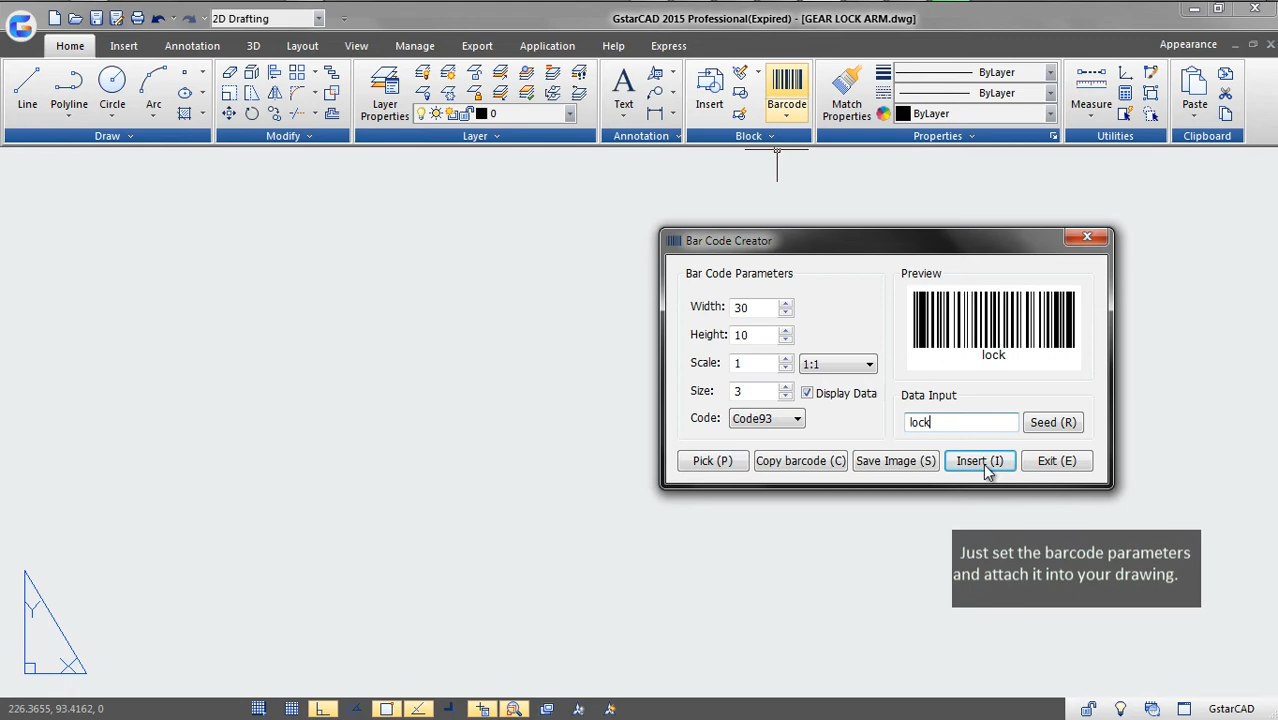 2D Drafting
GstarCAD 2015 Professional(Expired) - [GEAR LOCK ARM.dwg]
Home Insert Annotation 3D Layout View Manage Export Application Help Express Appearance
Line Polyline Circle Arc
Draw
Modify
Layer
Properties
0
Layer
Text
Annotation
Insert Barcode
Block
Match
Properties
ByLayer
ByLayer
ByLayer
Properties
Measure
Utilities
Paste
Clipboard
Bar Code Creator
Bar Code Parameters
Width: 30
Height: 10
Scale: 1 1:1
Size: 3 Display Data
Code: Code93
Preview
lock
Data Input
lock Seed (R)
Pick (P) Copy barcode (C) Save Image (S) Insert (I) Exit (E)
Just set the barcode parameters
and attach it into your drawing.
Y
X
226.3655, 93.4162, 0
GstarCAD